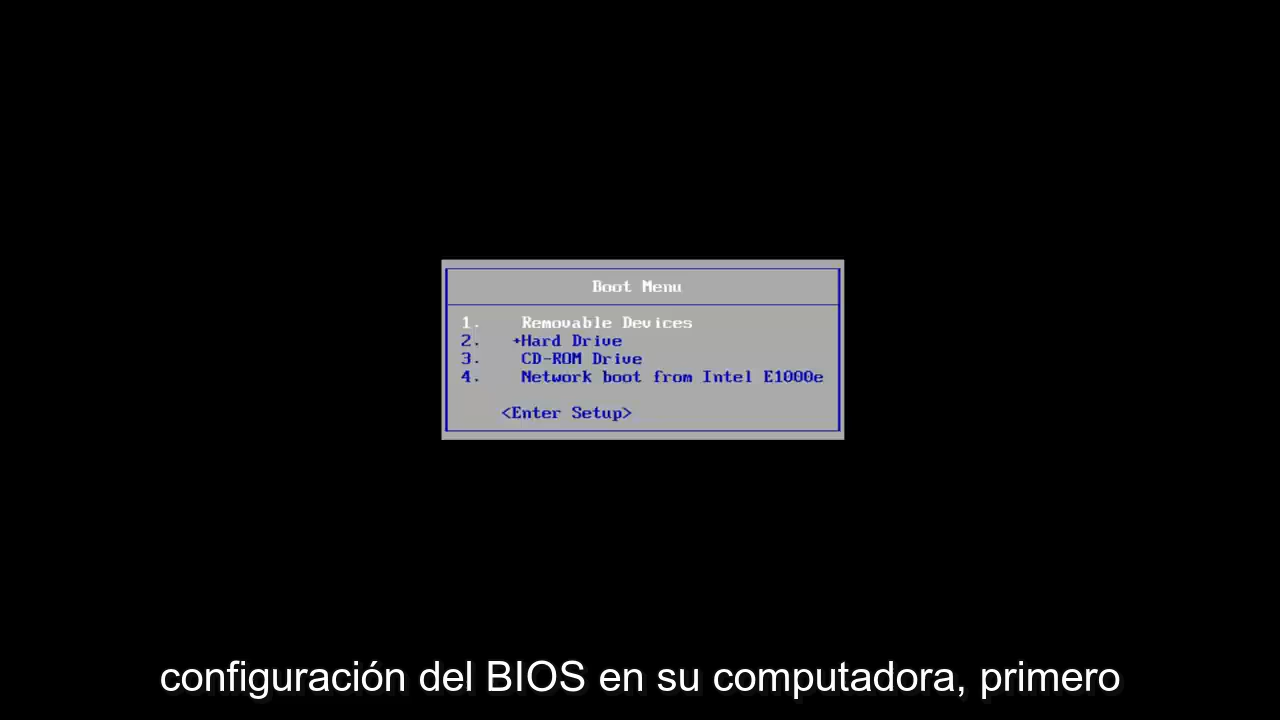 Boot Menu
1. Removable Devices
2. +Hard Drive
3. CD-ROM Drive
4. Network boot from Intel E1000e
<Enter Setup>
configuración del BIOS en su computadora, primero